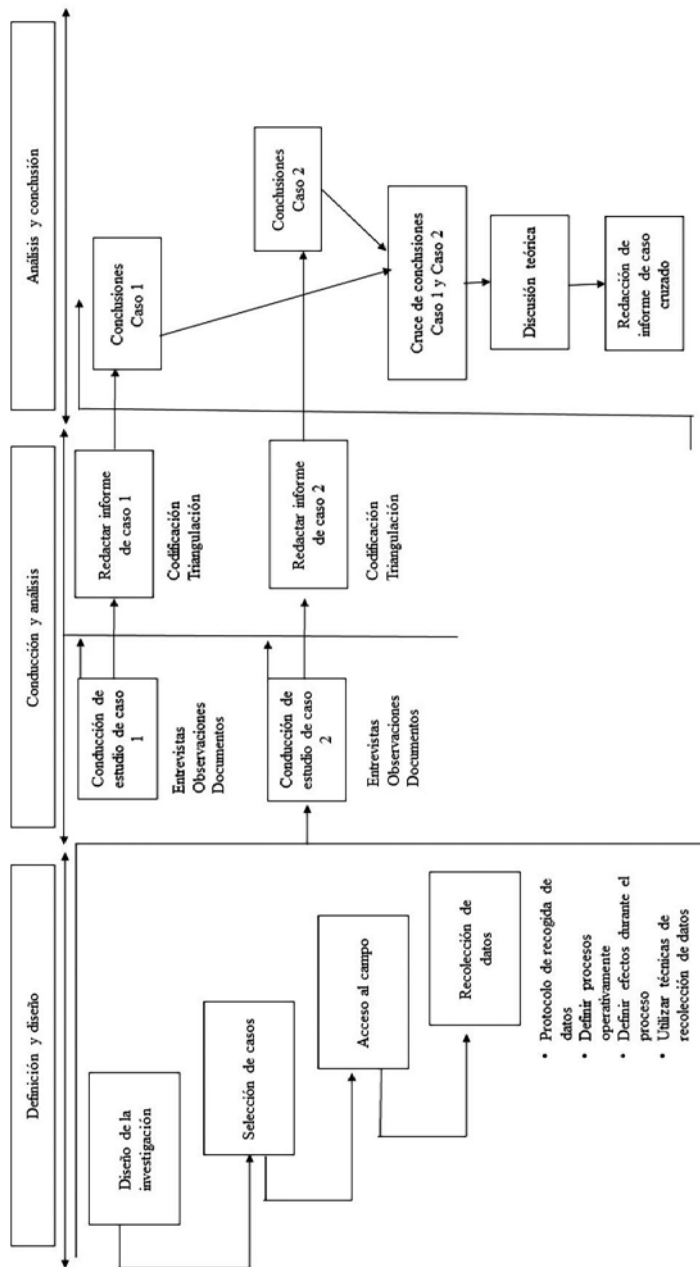 Definición y diseño
Conducción y análisis
Análisis y conclusión
Diseño de la
investigación
Selección de casos
Acceso al campo
Recolección de
datos
• Protocolo de recogida de
datos
• Definir procesos
operativamente
• Definir efectos durante el
proceso
• Utilizar técnicas de
recolección de datos
Conducción de
estudio de caso
1
Entrevistas
Observaciones
Documentos
Conducción de
estudio de caso
2
Entrevistas
Observaciones
Documentos
Redactar informe
de caso 1
Codificación
Triangulación
Redactar informe
de caso 2
Codificación
Triangulación
Conclusiones
Caso 1
Conclusiones
Caso 2
Cruce de conclusiones
Caso 1 y Caso 2
Discusión teórica
Redacción de
informe de caso
cruzado